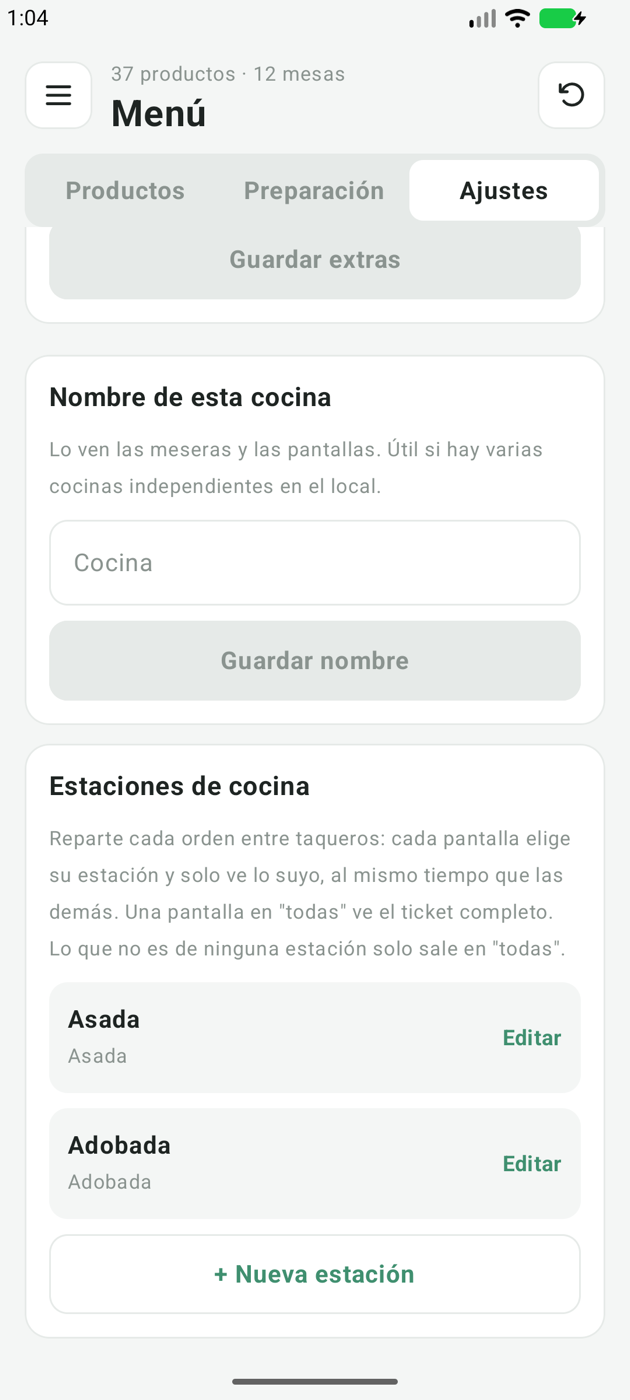 1:04
37 productos · 12 mesas
Menú
Productos
Preparación
Ajustes
Guardar extras
Nombre de esta cocina
Lo ven las meseras y las pantallas. Útil si hay varias
cocinas independientes en el local.
Cocina
Guardar nombre
Estaciones de cocina
Reparte cada orden entre taqueros: cada pantalla elige
su estación y solo ve lo suyo, al mismo tiempo que las
demás. Una pantalla en "todas" ve el ticket completo.
Lo que no es de ninguna estación solo sale en "todas".
Asada
Asada
Editar
Adobada
Adobada
Editar
+ Nueva estación